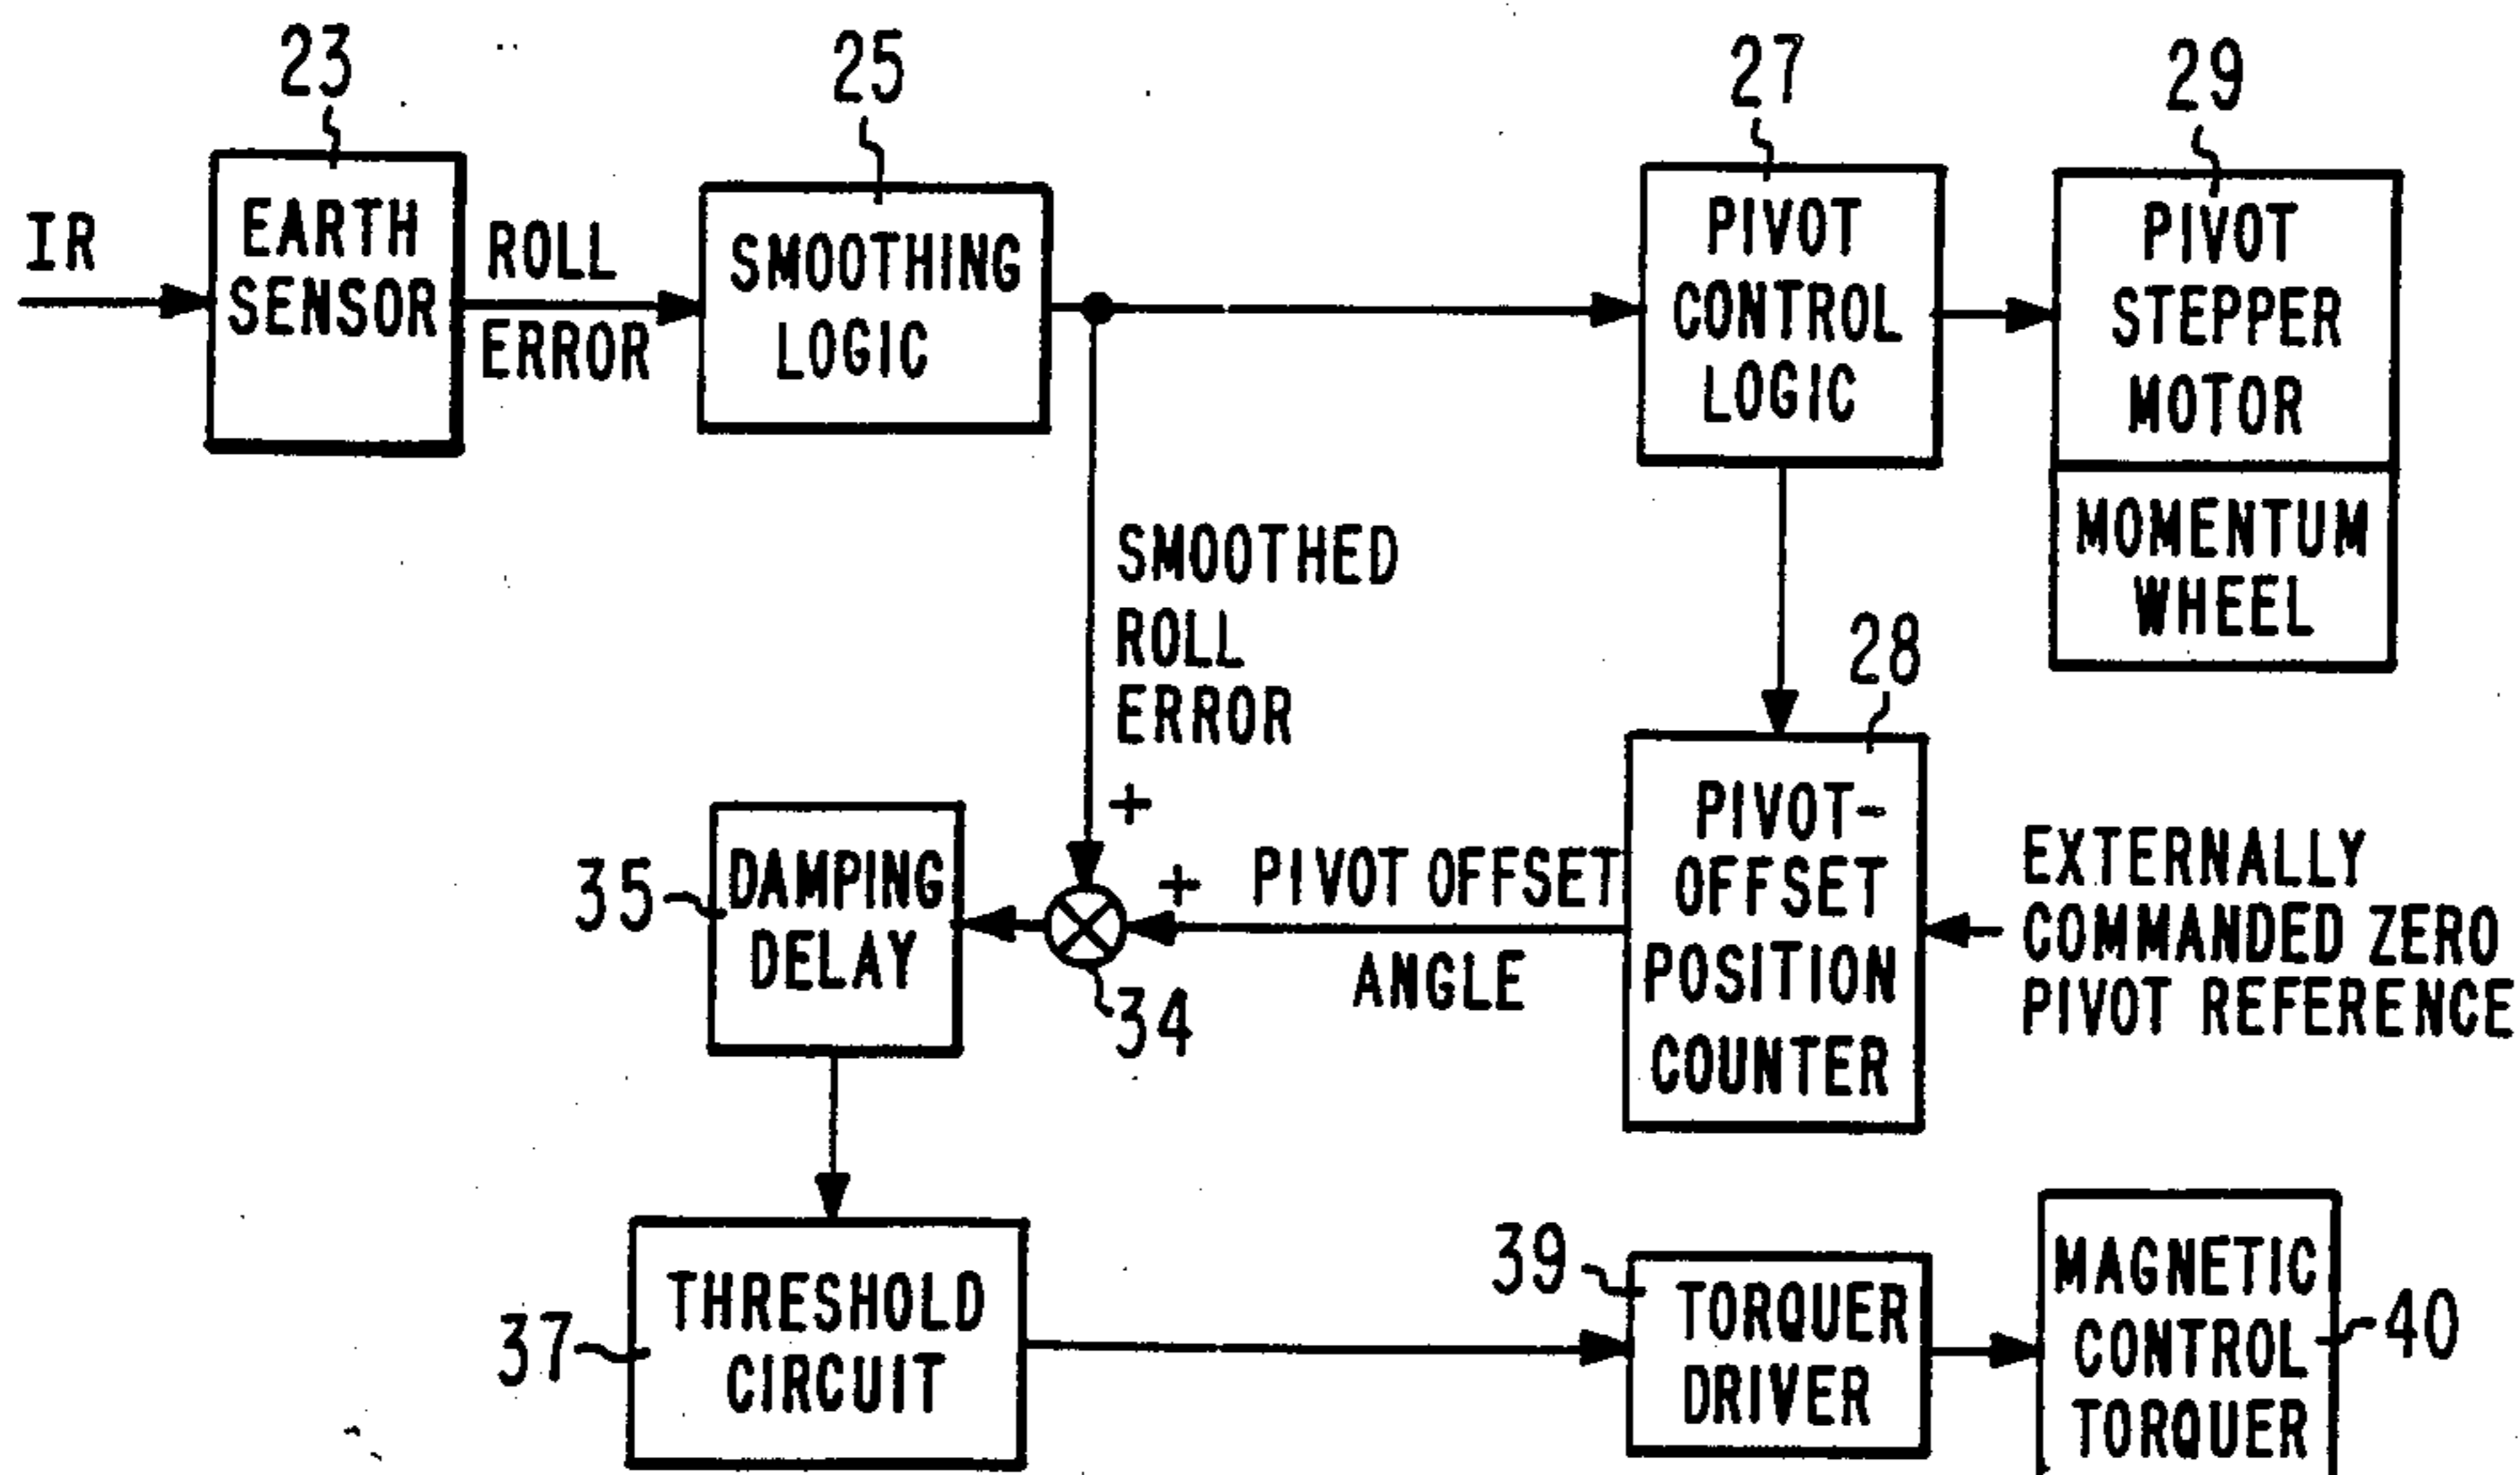 23
25
27
29
IR
EARTH
SENSOR
ROLL
ERROR
SMOOTHING
LOGIC
PIVOT
CONTROL
LOGIC
PIVOT
STEPPER
MOTOR
MOMENTUM
WHEEL
SMOOTHED
ROLL
ERROR
+
28
35
DAMPING
DELAY
+
34
PIVOT OFFSET
ANGLE
PIVOT-
OFFSET
POSITION
COUNTER
EXTERNALLY
COMMANDED ZERO
PIVOT REFERENCE
37
THRESHOLD
CIRCUIT
39
TORQUER
DRIVER
MAGNETIC
CONTROL
TORQUER
40